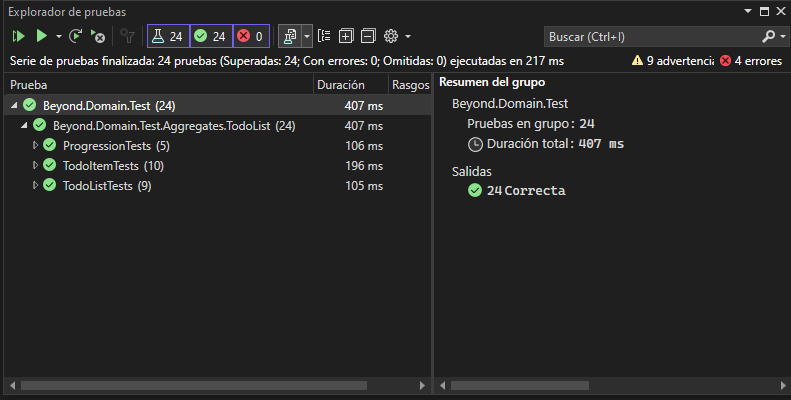 Explorador de pruebas
24 24 0 Buscar (Ctrl+I)
Serie de pruebas finalizada: 24 pruebas (Superadas: 24; Con errores: 0; Omitidas: 0) ejecutadas en 217 ms 9 advertencia 4 errores
Prueba Duración Rasgos
Beyond.Domain.Test (24) 407 ms
Beyond.Domain.Test.Aggregates.TodoList (24) 407 ms
ProgressionTests (5) 106 ms
TodoItemTests (10) 196 ms
TodoListTests (9) 105 ms
Resumen del grupo
Beyond.Domain.Test
Pruebas en grupo: 24
Duración total: 407 ms
Salidas
24 Correcta